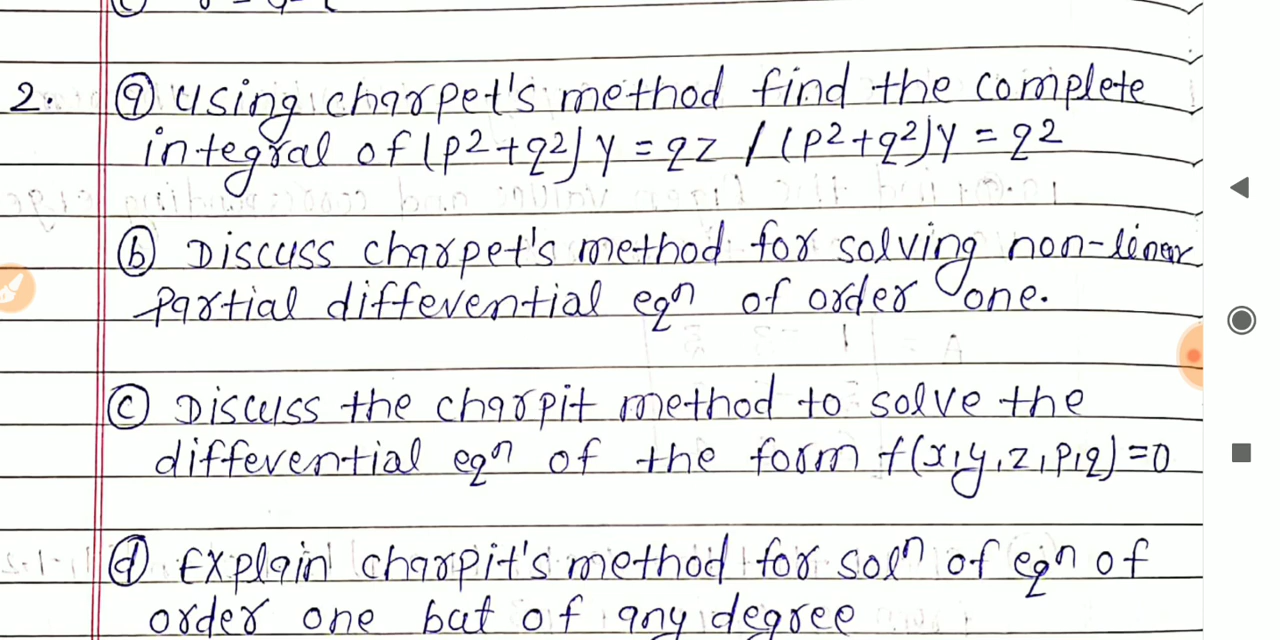 2. (a) Using charpet's method find the complete
integral of (p2+q2)y = qz / (p2+q2)y = q2
(b) Discuss charpet's method for solving non-linear
partial differential eqn of order one.
(c) Discuss the charpit method to solve the
differential eqn of the form f(x,y,z,p,q)=0
(d) Explain charpit's method for soln of eqn of
order one but of any degree